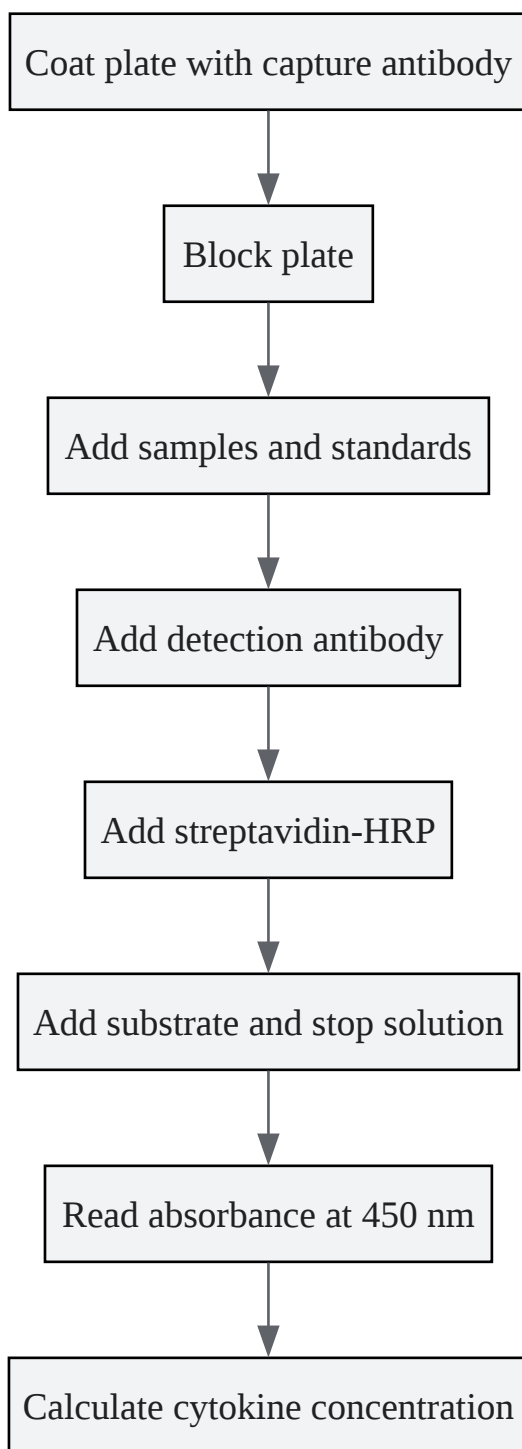 Coat plate with capture antibody
Block plate
Add samples and standards
Add detection antibody
Add streptavidin-HRP
Add substrate and stop solution
Read absorbance at 450 nm
Calculate cytokine concentration